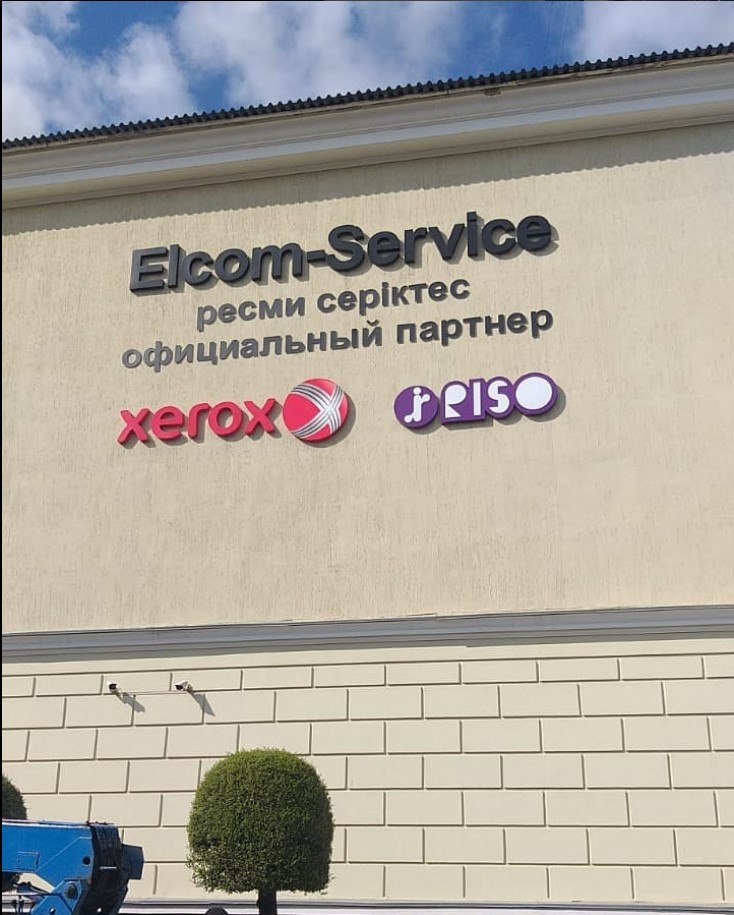 Elcom-Service
ресми серіктес
официальный партнер
xerox RISO